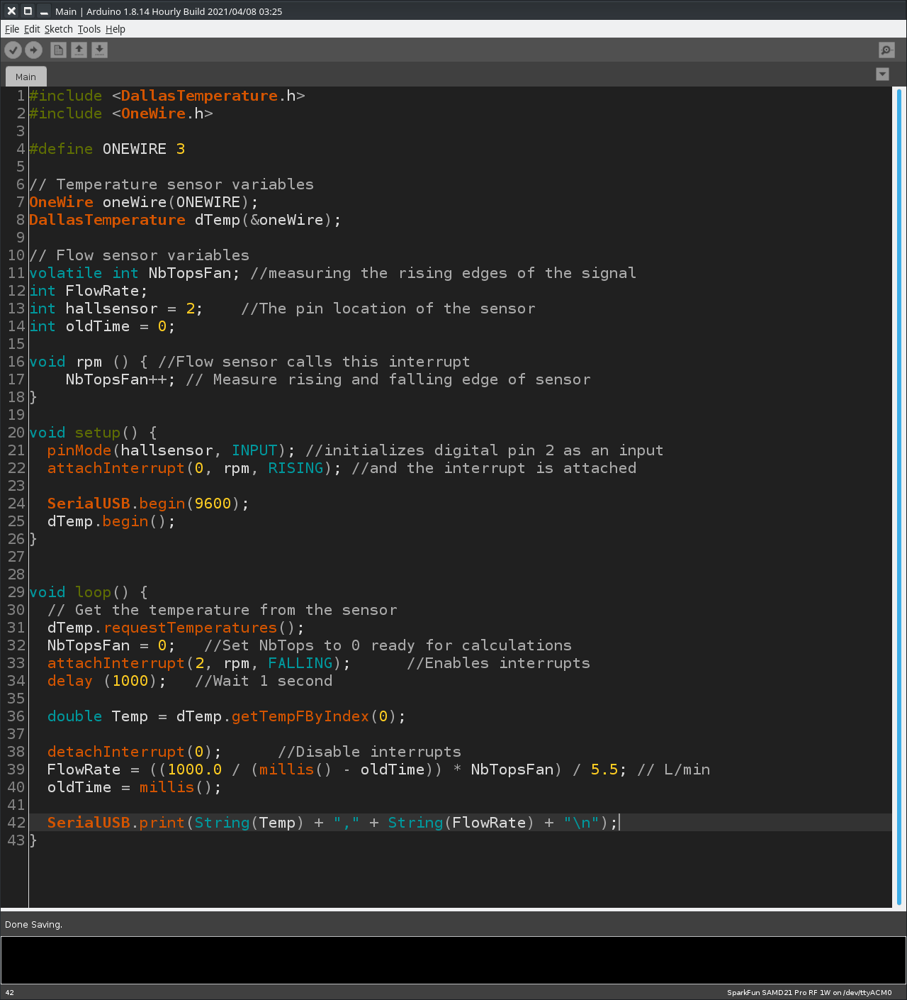 Main | Arduino 1.8.14 Hourly Build 2021/04/08 03:25
File Edit Sketch Tools Help
Main
1 #include <DallasTemperature.h>
2 #include <OneWire.h>
3
4 #define ONEWIRE 3
5
6 // Temperature sensor variables
7 OneWire oneWire(ONEWIRE);
8 DallasTemperature dTemp(&oneWire);
9
10 // Flow sensor variables
11 volatile int NbTopsFan; //measuring the rising edges of the signal
12 int FlowRate;
13 int hallsensor = 2;    //The pin location of the sensor
14 int oldTime = 0;
15
16 void rpm () { //Flow sensor calls this interrupt
17     NbTopsFan++; // Measure rising and falling edge of sensor
18 }
19
20 void setup() {
21   pinMode(hallsensor, INPUT); //initializes digital pin 2 as an input
22   attachInterrupt(0, rpm, RISING); //and the interrupt is attached
23
24   SerialUSB.begin(9600);
25   dTemp.begin();
26 }
27
28
29 void loop() {
30   // Get the temperature from the sensor
31   dTemp.requestTemperatures();
32   NbTopsFan = 0;   //Set NbTops to 0 ready for calculations
33   attachInterrupt(2, rpm, FALLING);      //Enables interrupts
34   delay (1000);   //Wait 1 second
35
36   double Temp = dTemp.getTempFByIndex(0);
37
38   detachInterrupt(0);      //Disable interrupts
39   FlowRate = ((1000.0 / (millis() - oldTime)) * NbTopsFan) / 5.5; // L/min
40   oldTime = millis();
41
42   SerialUSB.print(String(Temp) + "," + String(FlowRate) + "\n");
43 }
Done Saving.
42 SparkFun SAMD21 Pro RF 1W on /dev/ttyACM0